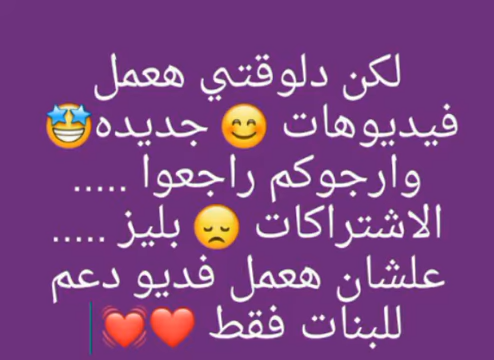 لكن دلوقتي هعمل
فيديوهات 😊 جديده🤩
وارجوكم راجعوا .....
الاشتراكات 😞 بليز .....
علشان هعمل فديو دعم
للبنات فقط ❤️💓